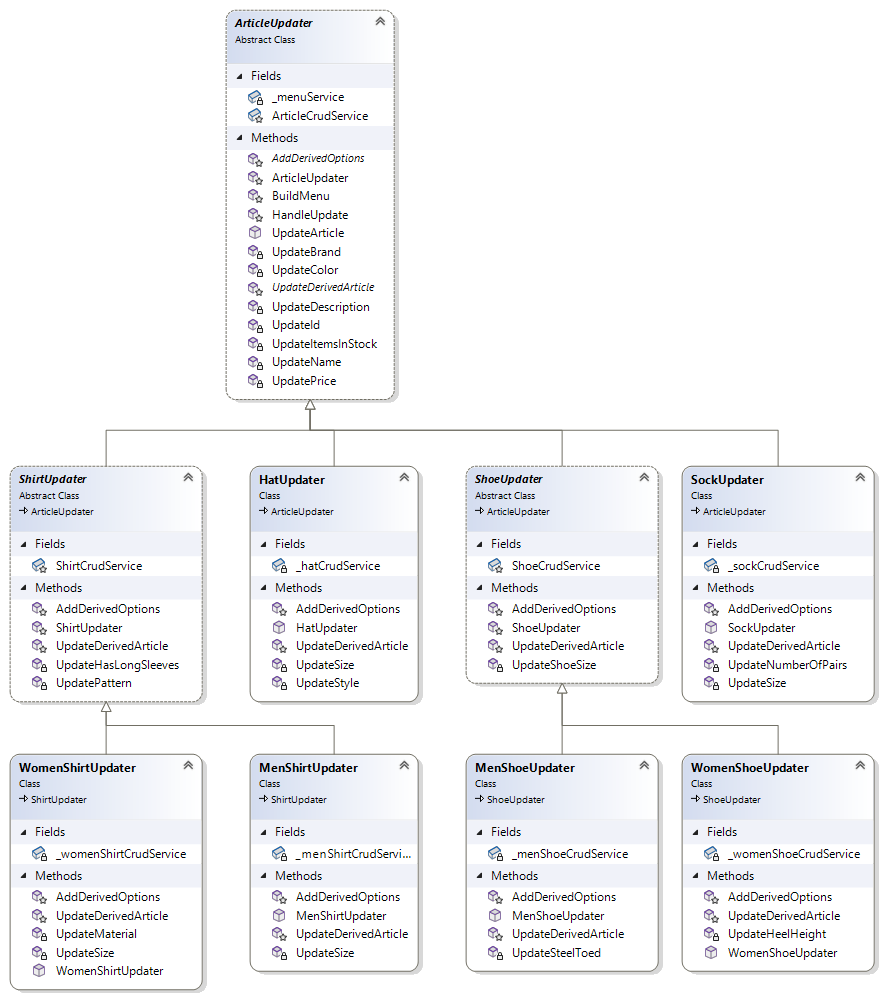 ArticleUpdater
Abstract Class
Fields
_menuService
ArticleCrudService
Methods
AddDerivedOptions
ArticleUpdater
BuildMenu
HandleUpdate
UpdateArticle
UpdateBrand
UpdateColor
UpdateDerivedArticle
UpdateDescription
UpdateId
UpdateItemsInStock
UpdateName
UpdatePrice
ShirtUpdater
Abstract Class
ArticleUpdater
Fields
ShirtCrudService
Methods
AddDerivedOptions
ShirtUpdater
UpdateDerivedArticle
UpdateHasLongSleeves
UpdatePattern
HatUpdater
Class
ArticleUpdater
Fields
_hatCrudService
Methods
AddDerivedOptions
HatUpdater
UpdateDerivedArticle
UpdateSize
UpdateStyle
ShoeUpdater
Abstract Class
ArticleUpdater
Fields
ShoeCrudService
Methods
AddDerivedOptions
ShoeUpdater
UpdateDerivedArticle
UpdateShoeSize
SockUpdater
Class
ArticleUpdater
Fields
_sockCrudService
Methods
AddDerivedOptions
SockUpdater
UpdateDerivedArticle
UpdateNumberOfPairs
UpdateSize
WomenShirtUpdater
Class
ShirtUpdater
Fields
_womenShirtCrudService
Methods
AddDerivedOptions
UpdateDerivedArticle
UpdateMaterial
UpdateSize
WomenShirtUpdater
MenShirtUpdater
Class
ShirtUpdater
Fields
_menShirtCrudServi...
Methods
AddDerivedOptions
MenShirtUpdater
UpdateDerivedArticle
UpdateSize
MenShoeUpdater
Class
ShoeUpdater
Fields
_menShoeCrudService
Methods
AddDerivedOptions
MenShoeUpdater
UpdateDerivedArticle
UpdateSteelToed
WomenShoeUpdater
Class
ShoeUpdater
Fields
_womenShoeCrudService
Methods
AddDerivedOptions
UpdateDerivedArticle
UpdateHeelHeight
WomenShoeUpdater